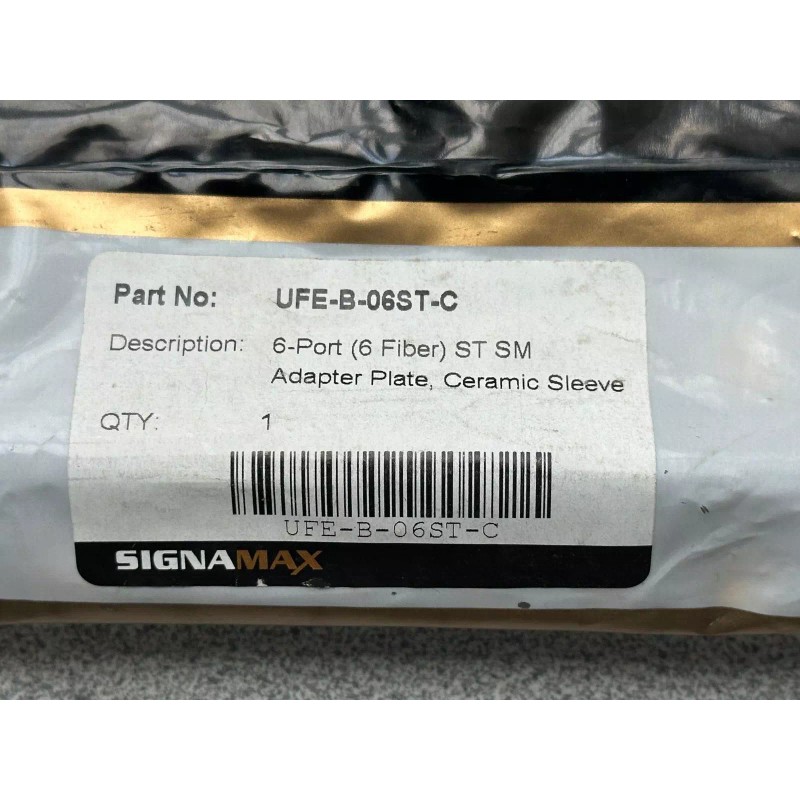 Part No: UFE-B-06ST-C
Description: 6-Port (6 Fiber) ST SM
Adapter Plate, Ceramic Sleeve
QTY: 1
UFE-B-06ST-C
SIGNAMAX